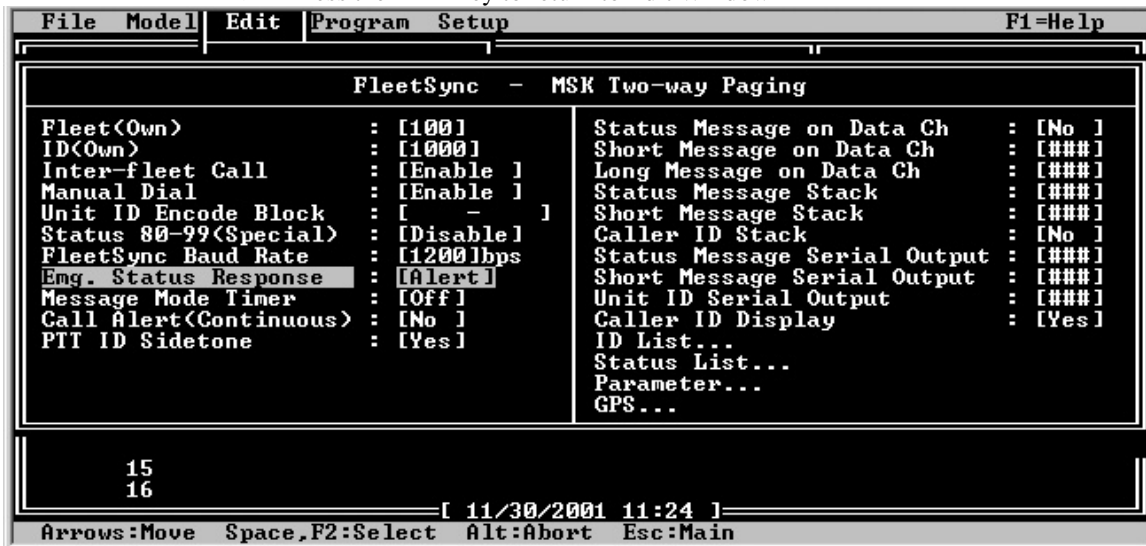 File Model Edit Program Setup F1=Help
FleetSync - MSK Two-way Paging
Fleet(Own) : [100]
ID(Own) : [1000]
Inter-fleet Call : [Enable ]
Manual Dial : [Enable ]
Unit ID Encode Block : [ - ]
Status 80-99(Special) : [Disable]
FleetSync Baud Rate : [1200]bps
Emg. Status Response : [Alert]
Message Mode Timer : [Off]
Call Alert(Continuous) : [No ]
PTT ID Sidetone : [Yes]
Status Message on Data Ch : [No ]
Short Message on Data Ch : [###]
Long Message on Data Ch : [###]
Status Message Stack : [###]
Short Message Stack : [###]
Caller ID Stack : [No ]
Status Message Serial Output : [###]
Short Message Serial Output : [###]
Unit ID Serial Output : [###]
Caller ID Display : [Yes]
ID List...
Status List...
Parameter...
GPS...
15
16
[ 11/30/2001 11:24 ]
Arrows:Move Space,F2:Select Alt:Abort Esc:Main